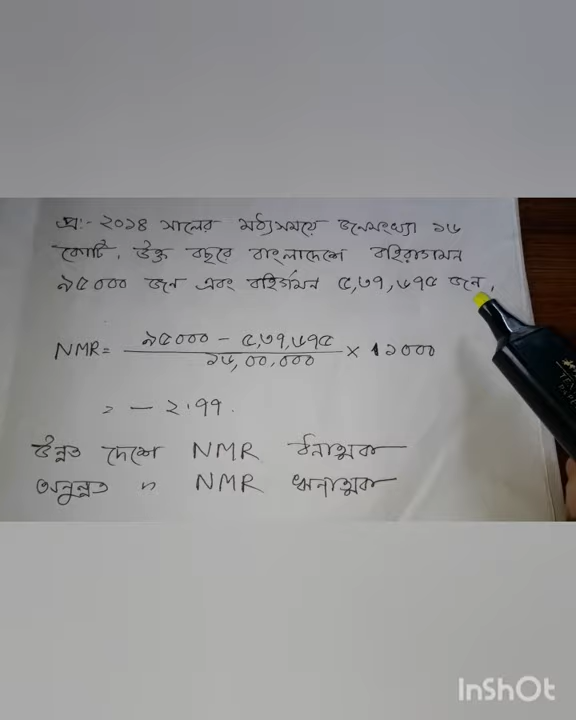 প্র:- ২০১৪ সালের মধ্যসময়ে জনসংখ্যা ১৬
কোটি. উক্ত বছরে বাংলাদেশে বহিরাগমন
৯৫০০০ জন এবং বহির্গমন ৫,৩৭,৬৭৫ জন.
NMR= ৯৫০০০ - ৫,৩৭,৬৭৫ / ১৬,০০,০০০ × ১০০০
= - ২.৭৭.
উন্নত দেশে NMR ধনাত্মক
অনুন্নত " NMR ঋনাত্মক
InShOt